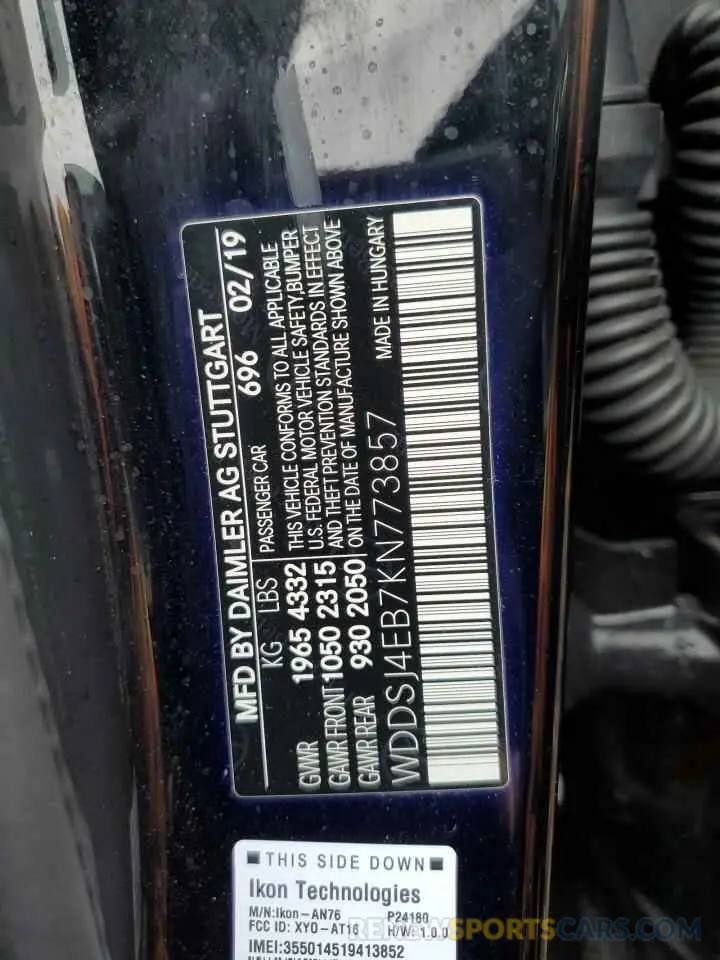 MFD BY DAIMLER AG STUTTGART
696 02/19
KG LBS PASSENGER CAR
GVWR 1965 4332
GAWR FRONT 1050 2315
GAWR REAR 930 2050
THIS VEHICLE CONFORMS TO ALL APPLICABLE
U.S. FEDERAL MOTOR VEHICLE SAFETY,BUMPER
AND THEFT PREVENTION STANDARDS IN EFFECT
ON THE DATE OF MANUFACTURE SHOWN ABOVE
WDDSJ4EB7KN773857 MADE IN HUNGARY
THIS SIDE DOWN
Ikon Technologies
M/N:Ikon-AN76 P24180
FCC ID: XYO-AT16 H/W: 1.0.0
IMEI:355014519413852
SUPERSTAR CARS